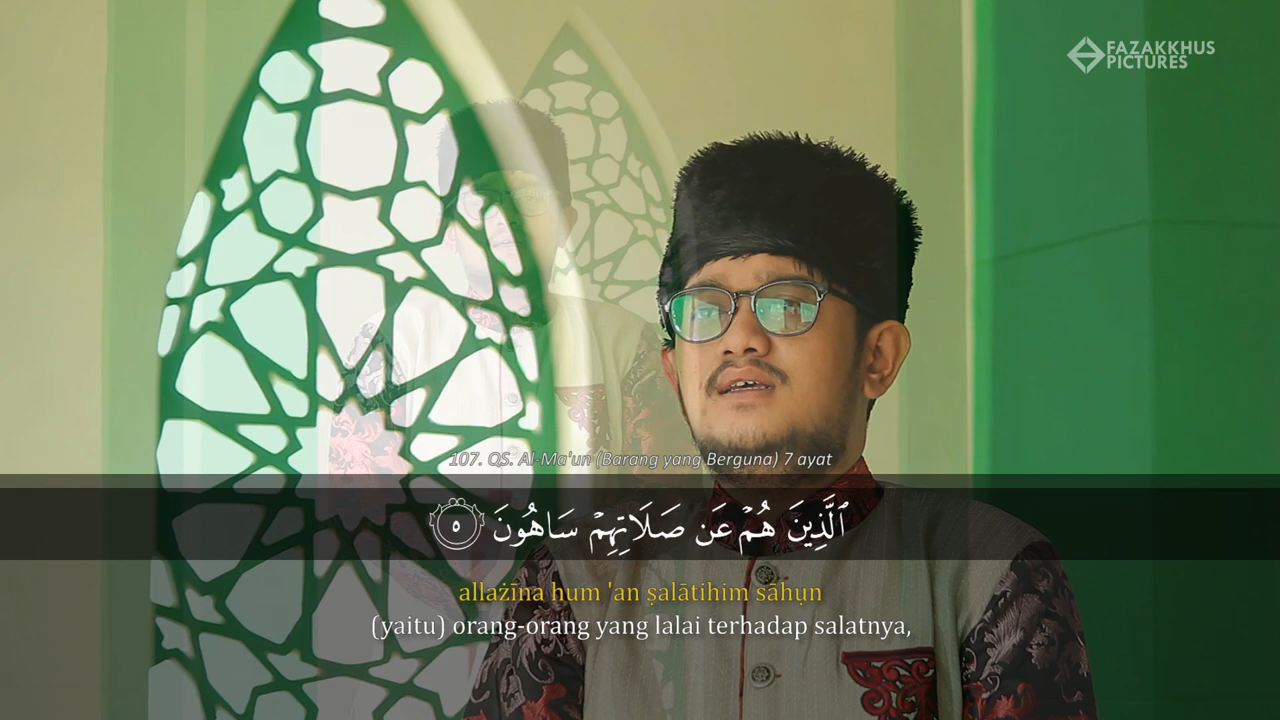 FAZAKKHUS
PICTURES
107. QS. Al-Ma'un (Barang yang Berguna) 7 ayat
ٱلَّذِينَ هُمْ عَن صَلَاتِهِمْ سَاهُونَ ٥
allażīna hum 'an ṣalātihim sāhụn
(yaitu) orang-orang yang lalai terhadap salatnya,